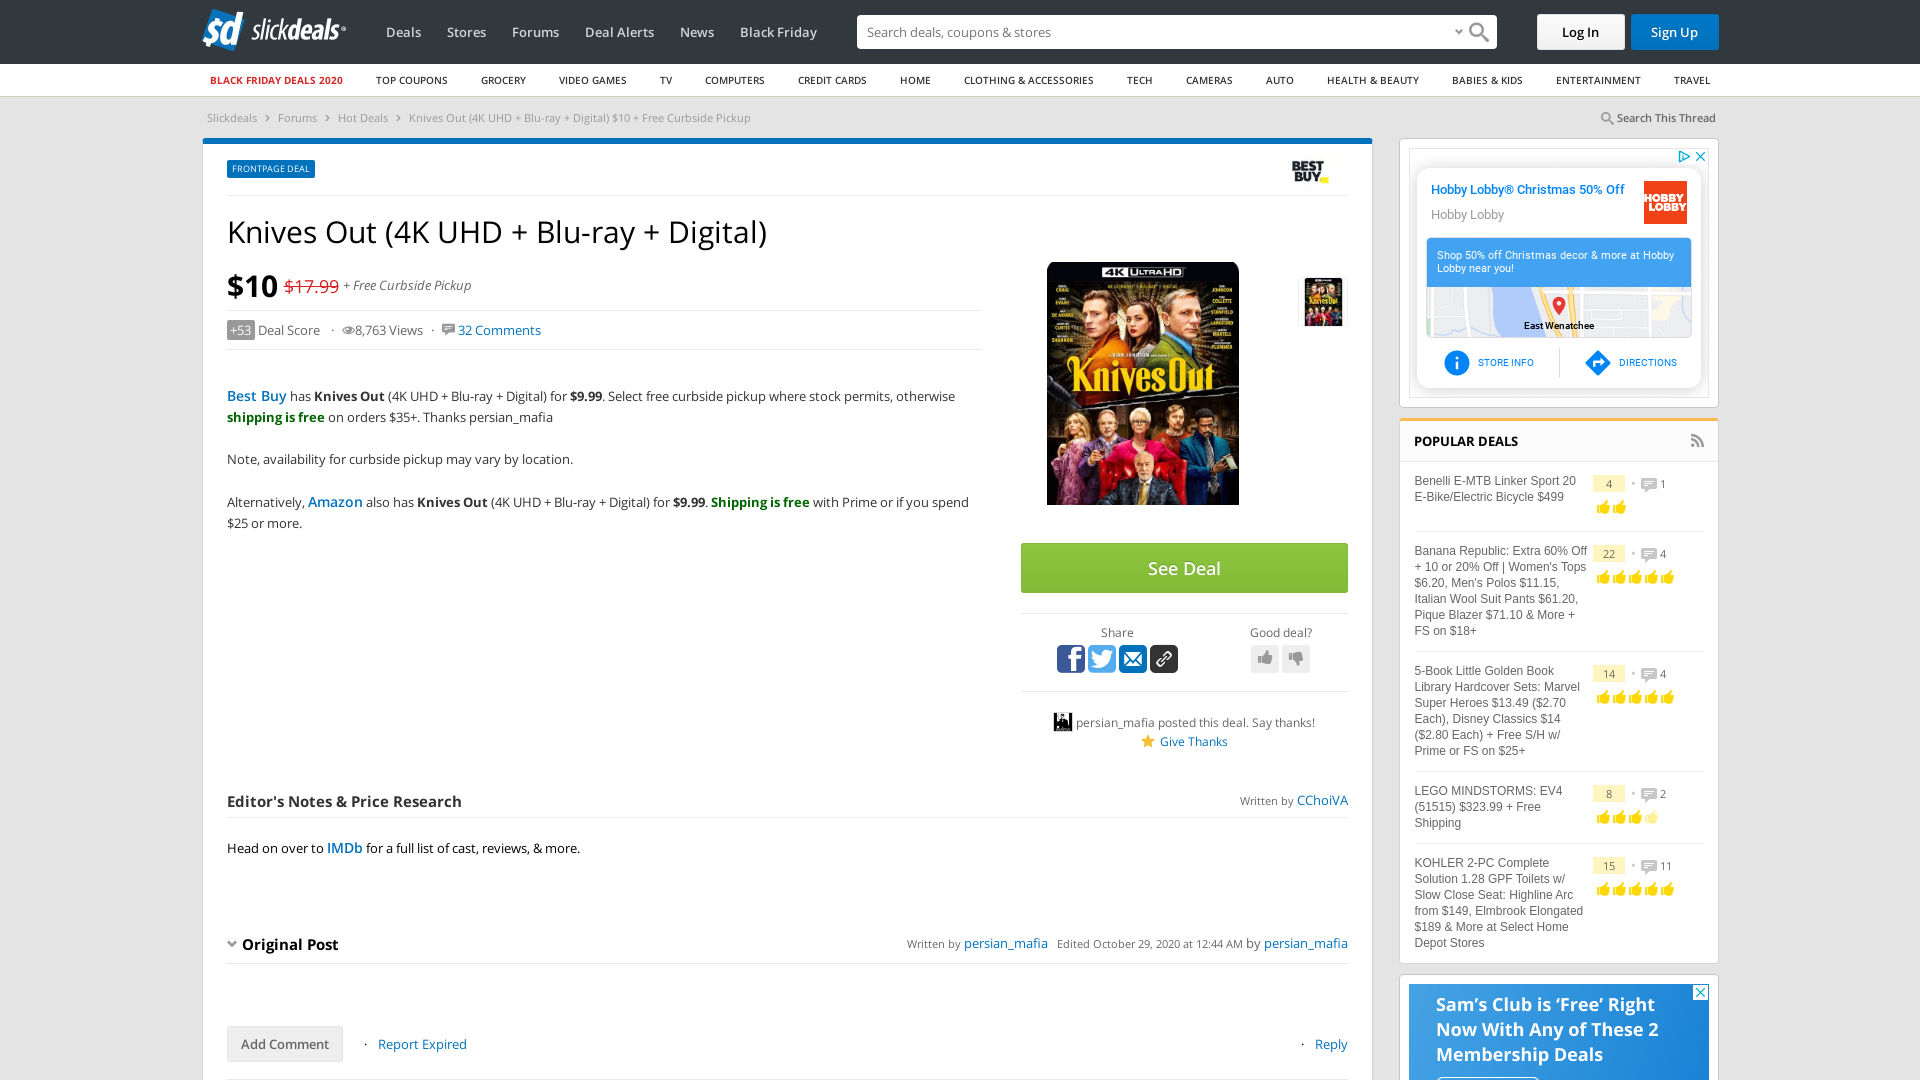 sd slickdeals
Deals Stores Forums Deal Alerts News Black Friday
Search deals, coupons & stores
Log In Sign Up
BLACK FRIDAY DEALS 2020 TOP COUPONS GROCERY VIDEO GAMES TV COMPUTERS CREDIT CARDS HOME CLOTHING & ACCESSORIES TECH CAMERAS AUTO HEALTH & BEAUTY BABIES & KIDS ENTERTAINMENT TRAVEL
Slickdeals › Forums › Hot Deals › Knives Out (4K UHD + Blu-ray + Digital) $10 + Free Curbside Pickup
Search This Thread
FRONTPAGE DEAL
BEST BUY
Knives Out (4K UHD + Blu-ray + Digital)
$10 $17.99 + Free Curbside Pickup
+53 Deal Score · 8,763 Views · 32 Comments
Best Buy has Knives Out (4K UHD + Blu-ray + Digital) for $9.99. Select free curbside pickup where stock permits, otherwise
shipping is free on orders $35+. Thanks persian_mafia
Note, availability for curbside pickup may vary by location.
Alternatively, Amazon also has Knives Out (4K UHD + Blu-ray + Digital) for $9.99. Shipping is free with Prime or if you spend
$25 or more.
4K ULTRAHD
Knives Out
See Deal
Share
Good deal?
persian_mafia posted this deal. Say thanks!
Give Thanks
Editor's Notes & Price Research
Written by CChoiVA
Head on over to IMDb for a full list of cast, reviews, & more.
Original Post
Written by persian_mafia Edited October 29, 2020 at 12:44 AM by persian_mafia
Add Comment · Report Expired
· Reply
Hobby Lobby® Christmas 50% Off
Hobby Lobby
HOBBY
LOBBY
Shop 50% off Christmas decor & more at Hobby
Lobby near you!
East Wenatchee
STORE INFO
DIRECTIONS
POPULAR DEALS
Benelli E-MTB Linker Sport 20
E-Bike/Electric Bicycle $499
4 • 1
Banana Republic: Extra 60% Off
+ 10 or 20% Off | Women's Tops
$6.20, Men's Polos $11.15,
Italian Wool Suit Pants $61.20,
Pique Blazer $71.10 & More +
FS on $18+
22 • 4
5-Book Little Golden Book
Library Hardcover Sets: Marvel
Super Heroes $13.49 ($2.70
Each), Disney Classics $14
($2.80 Each) + Free S/H w/
Prime or FS on $25+
14 • 4
LEGO MINDSTORMS: EV4
(51515) $323.99 + Free
Shipping
8 • 2
KOHLER 2-PC Complete
Solution 1.28 GPF Toilets w/
Slow Close Seat: Highline Arc
from $149, Elmbrook Elongated
$189 & More at Select Home
Depot Stores
15 • 11
Sam's Club is 'Free' Right
Now With Any of These 2
Membership Deals